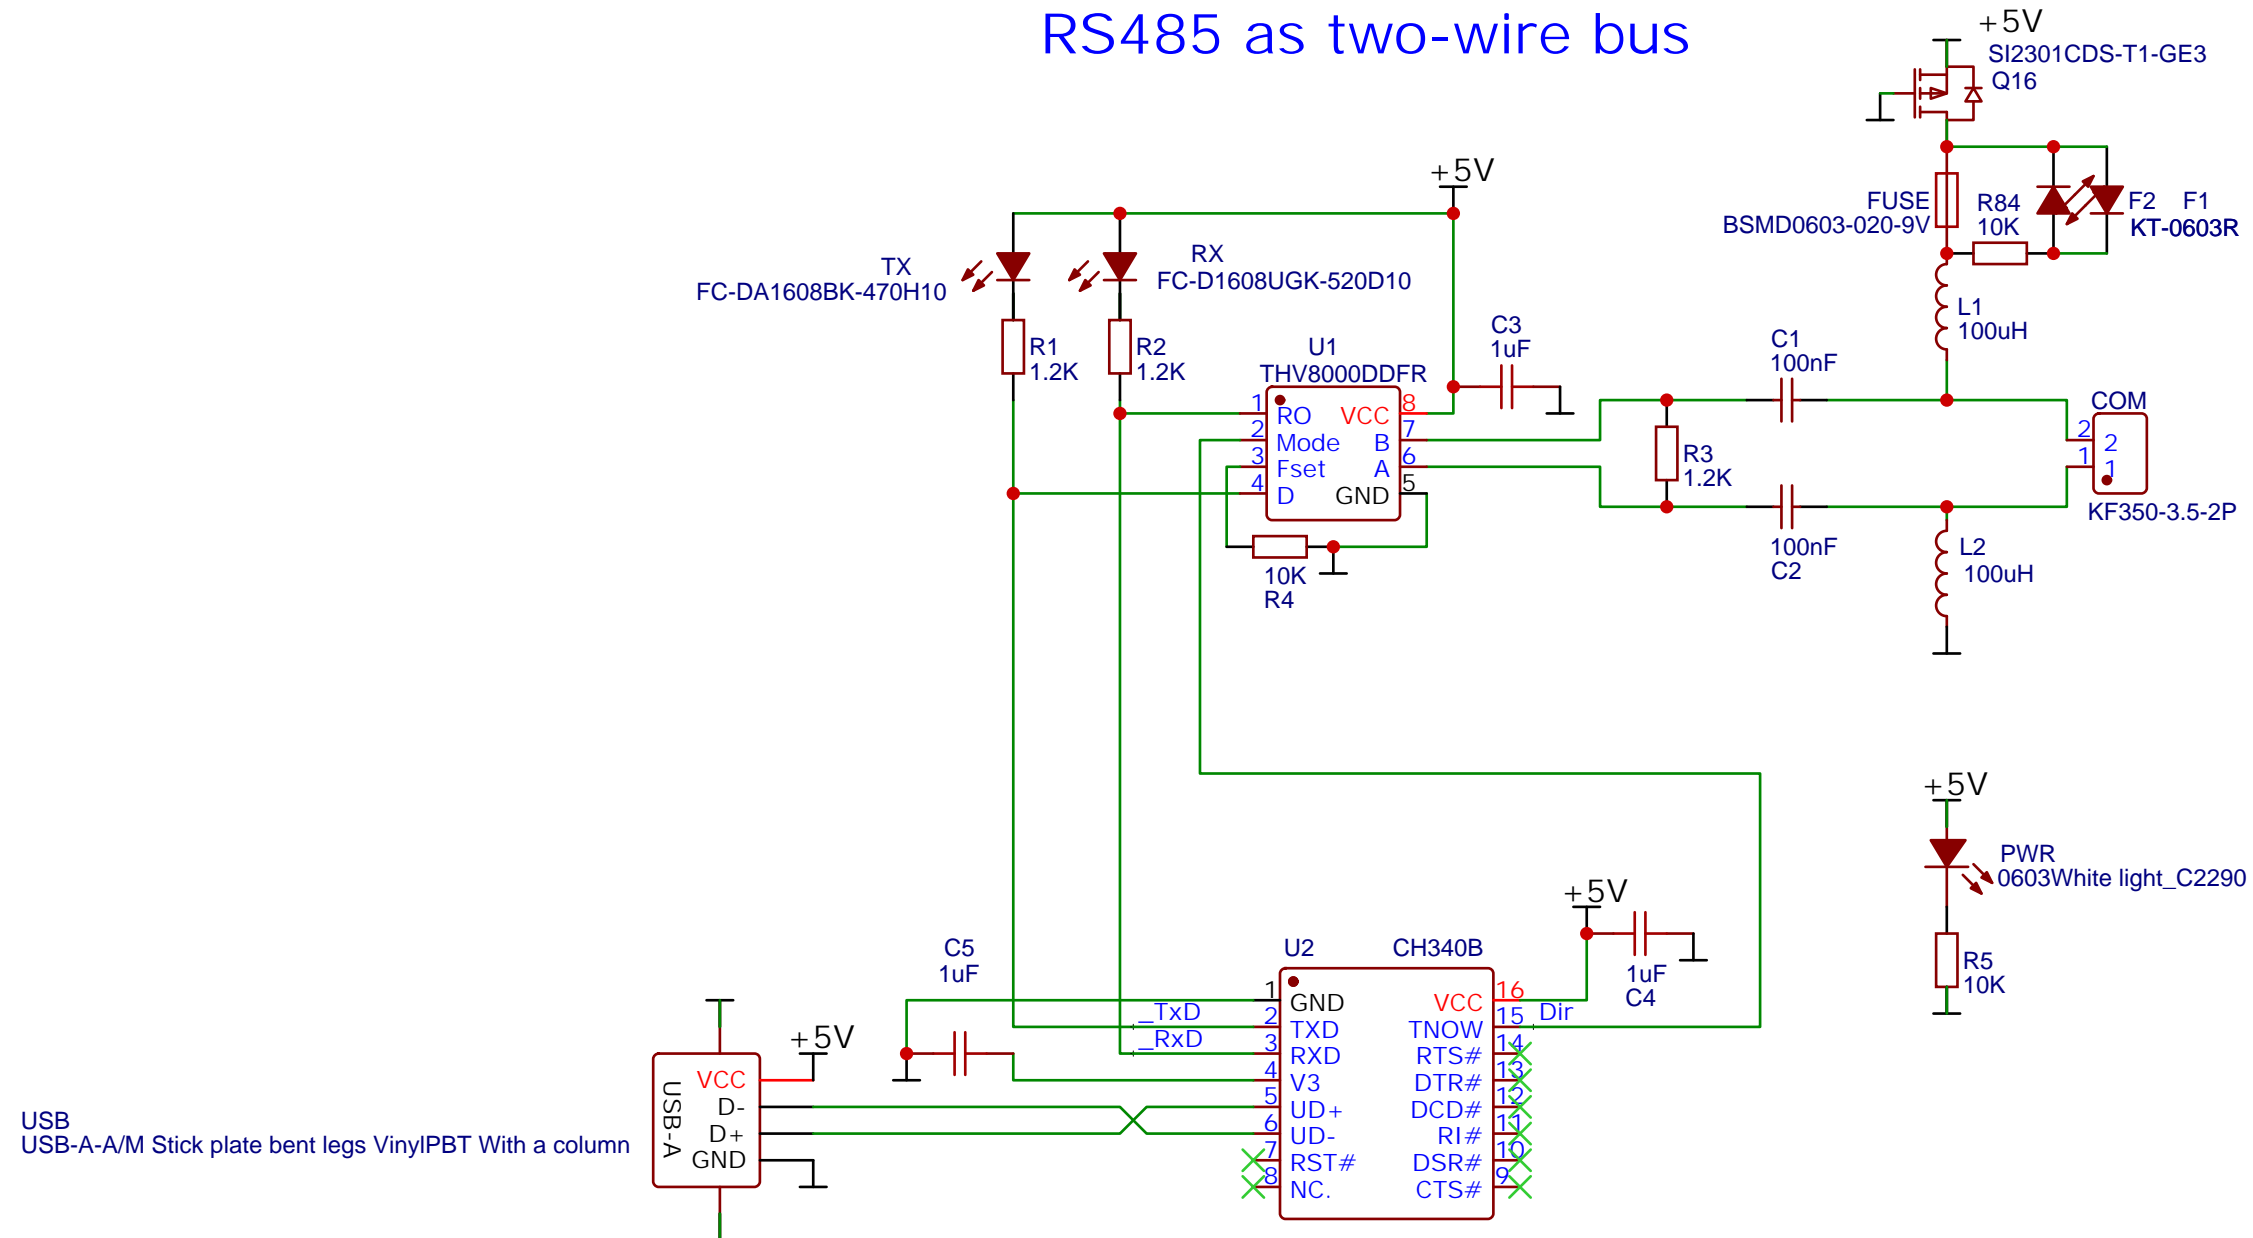 RS485 as two-wire bus
+5V
SI2301CDS-T1-GE3
Q16
FUSE
BSMD0603-020-9V
R84
10K
F2 F1
KT-0603R
L1
100uH
+5V
TX
FC-DA1608BK-470H10
RX
FC-D1608UGK-520D10
R1
1.2K
R2
1.2K
U1
THV8000DDFR
1 RO
2 Mode
3 Fset
4 D
VCC 8
B 7
A 6
GND 5
C3
1uF
10K
R4
R3
1.2K
C1
100nF
100nF
C2
COM
2 2
1 1
KF350-3.5-2P
L2
100uH
+5V
PWR
0603White light_C2290
R5
10K
+5V
1uF
C4
C5
1uF
U2 CH340B
1 GND
2 TXD
3 RXD
4 V3
5 UD+
6 UD-
7 RST#
8 NC.
VCC 16
TNOW 15
RTS# 14
DTR# 13
DCD# 12
RI# 11
DSR# 10
CTS# 9
_TxD
_RxD
Dir
+5V
USB-A
VCC
D-
D+
GND
USB
USB-A-A/M Stick plate bent legs VinylPBT With a column